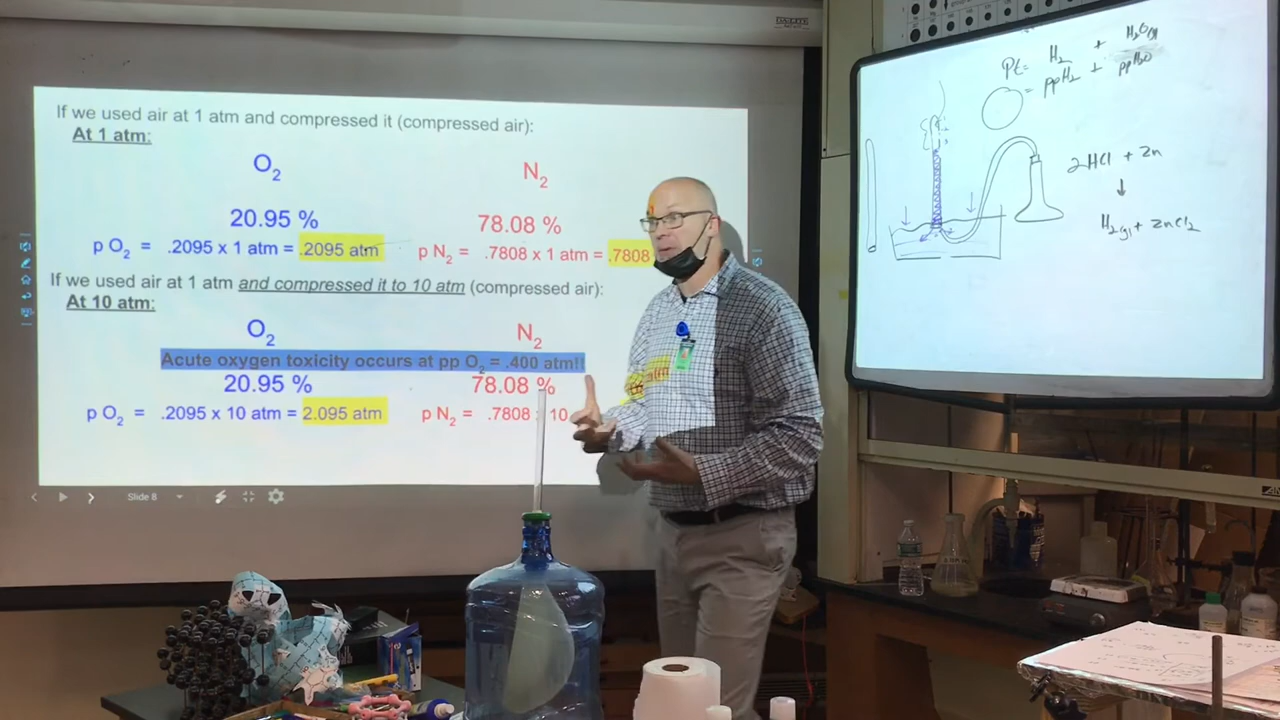 DA-LITE
If we used air at 1 atm and compressed it (compressed air):
At 1 atm:
O2 N2
20.95 % 78.08 %
p O2 = .2095 x 1 atm = .2095 atm p N2 = .7808 x 1 atm = .7808
If we used air at 1 atm and compressed it to 10 atm (compressed air):
At 10 atm:
O2 N2
Acute oxygen toxicity occurs at pp O2 = .400 atm!!
20.95 % 78.08 %
p O2 = .2095 x 10 atm = 2.095 atm p N2 = .7808 x 10
Slide 8
Pt = H2 + H2O(g)
= ppH2 + ppH2O
2HCl + Zn
↓
H2(g) + ZnCl2